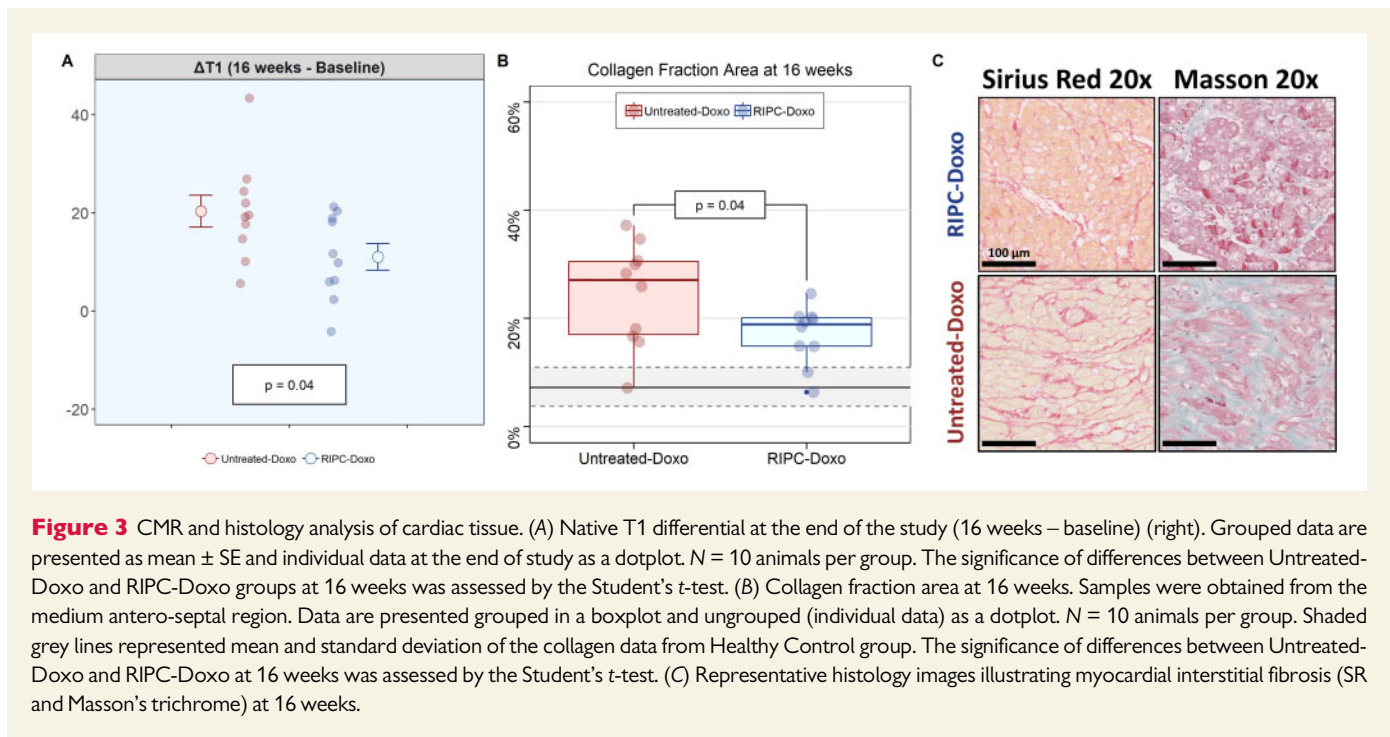 A
ΔT1 (16 weeks - Baseline)
40
20
0
-20
p = 0.04
Untreated-Doxo RIPC-Doxo
B
Collagen Fraction Area at 16 weeks
Untreated-Doxo RIPC-Doxo
60%
40%
20%
0%
p = 0.04
Untreated-Doxo RIPC-Doxo
C
Sirius Red 20x Masson 20x
RIPC-Doxo
100 µm
Untreated-Doxo
Figure 3 CMR and histology analysis of cardiac tissue. (A) Native T1 differential at the end of the study (16 weeks – baseline) (right). Grouped data are
presented as mean ± SE and individual data at the end of study as a dotplot. N = 10 animals per group. The significance of differences between Untreated-
Doxo and RIPC-Doxo groups at 16 weeks was assessed by the Student's t-test. (B) Collagen fraction area at 16 weeks. Samples were obtained from the
medium antero-septal region. Data are presented grouped in a boxplot and ungrouped (individual data) as a dotplot. N = 10 animals per group. Shaded
grey lines represented mean and standard deviation of the collagen data from Healthy Control group. The significance of differences between Untreated-
Doxo and RIPC-Doxo at 16 weeks was assessed by the Student's t-test. (C) Representative histology images illustrating myocardial interstitial fibrosis (SR
and Masson's trichrome) at 16 weeks.